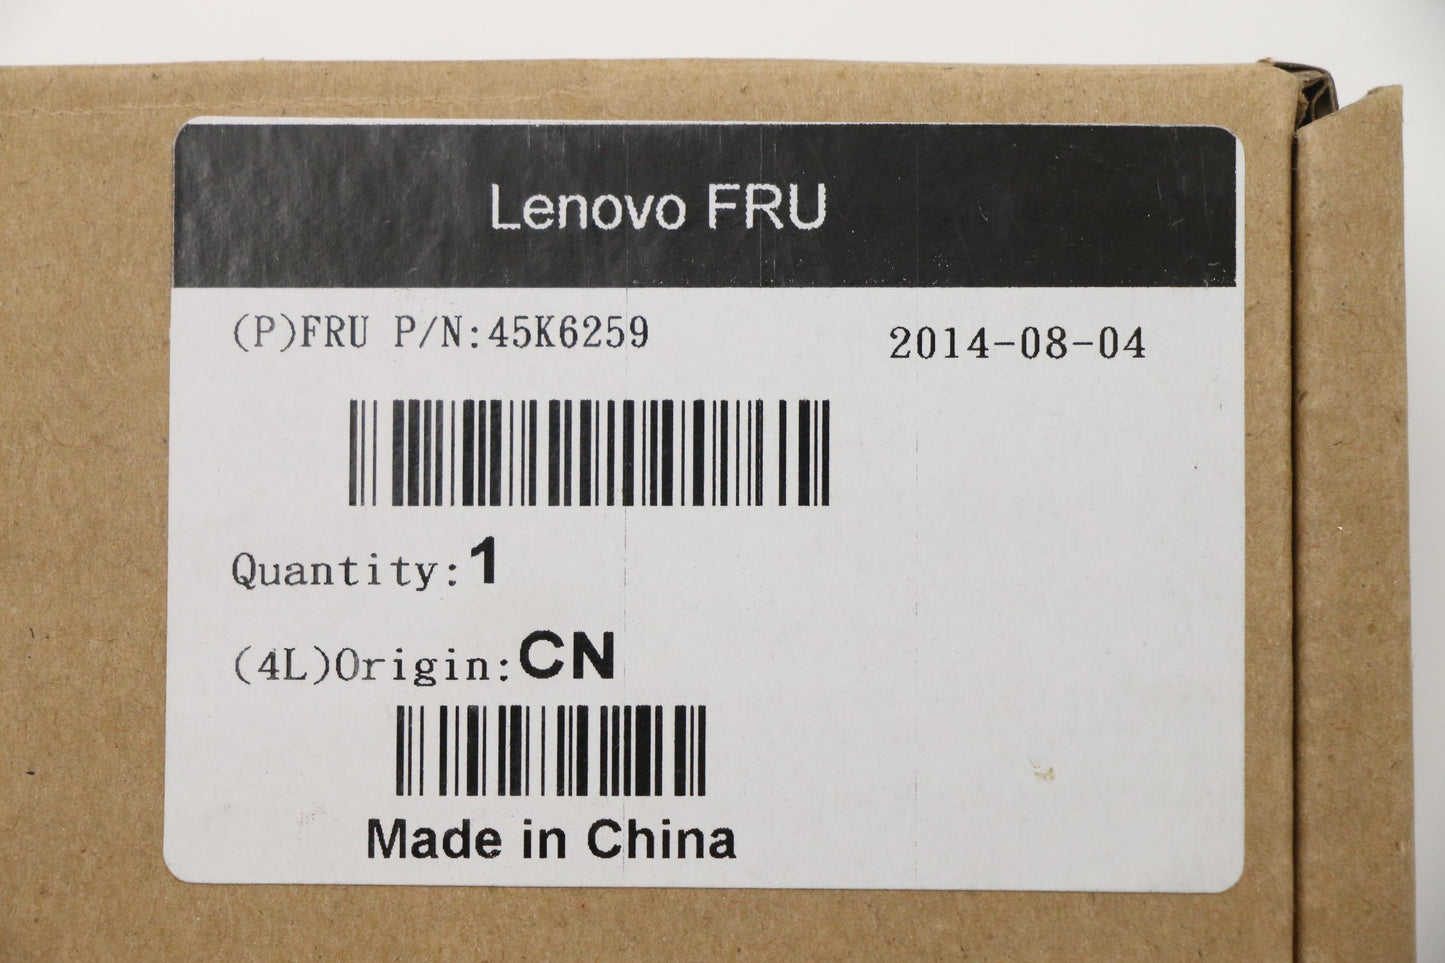 Lenovo FRU
(P)FRU P/N:45K6259 2014-08-04
Quantity:1
(4L)Origin:CN
Made in China